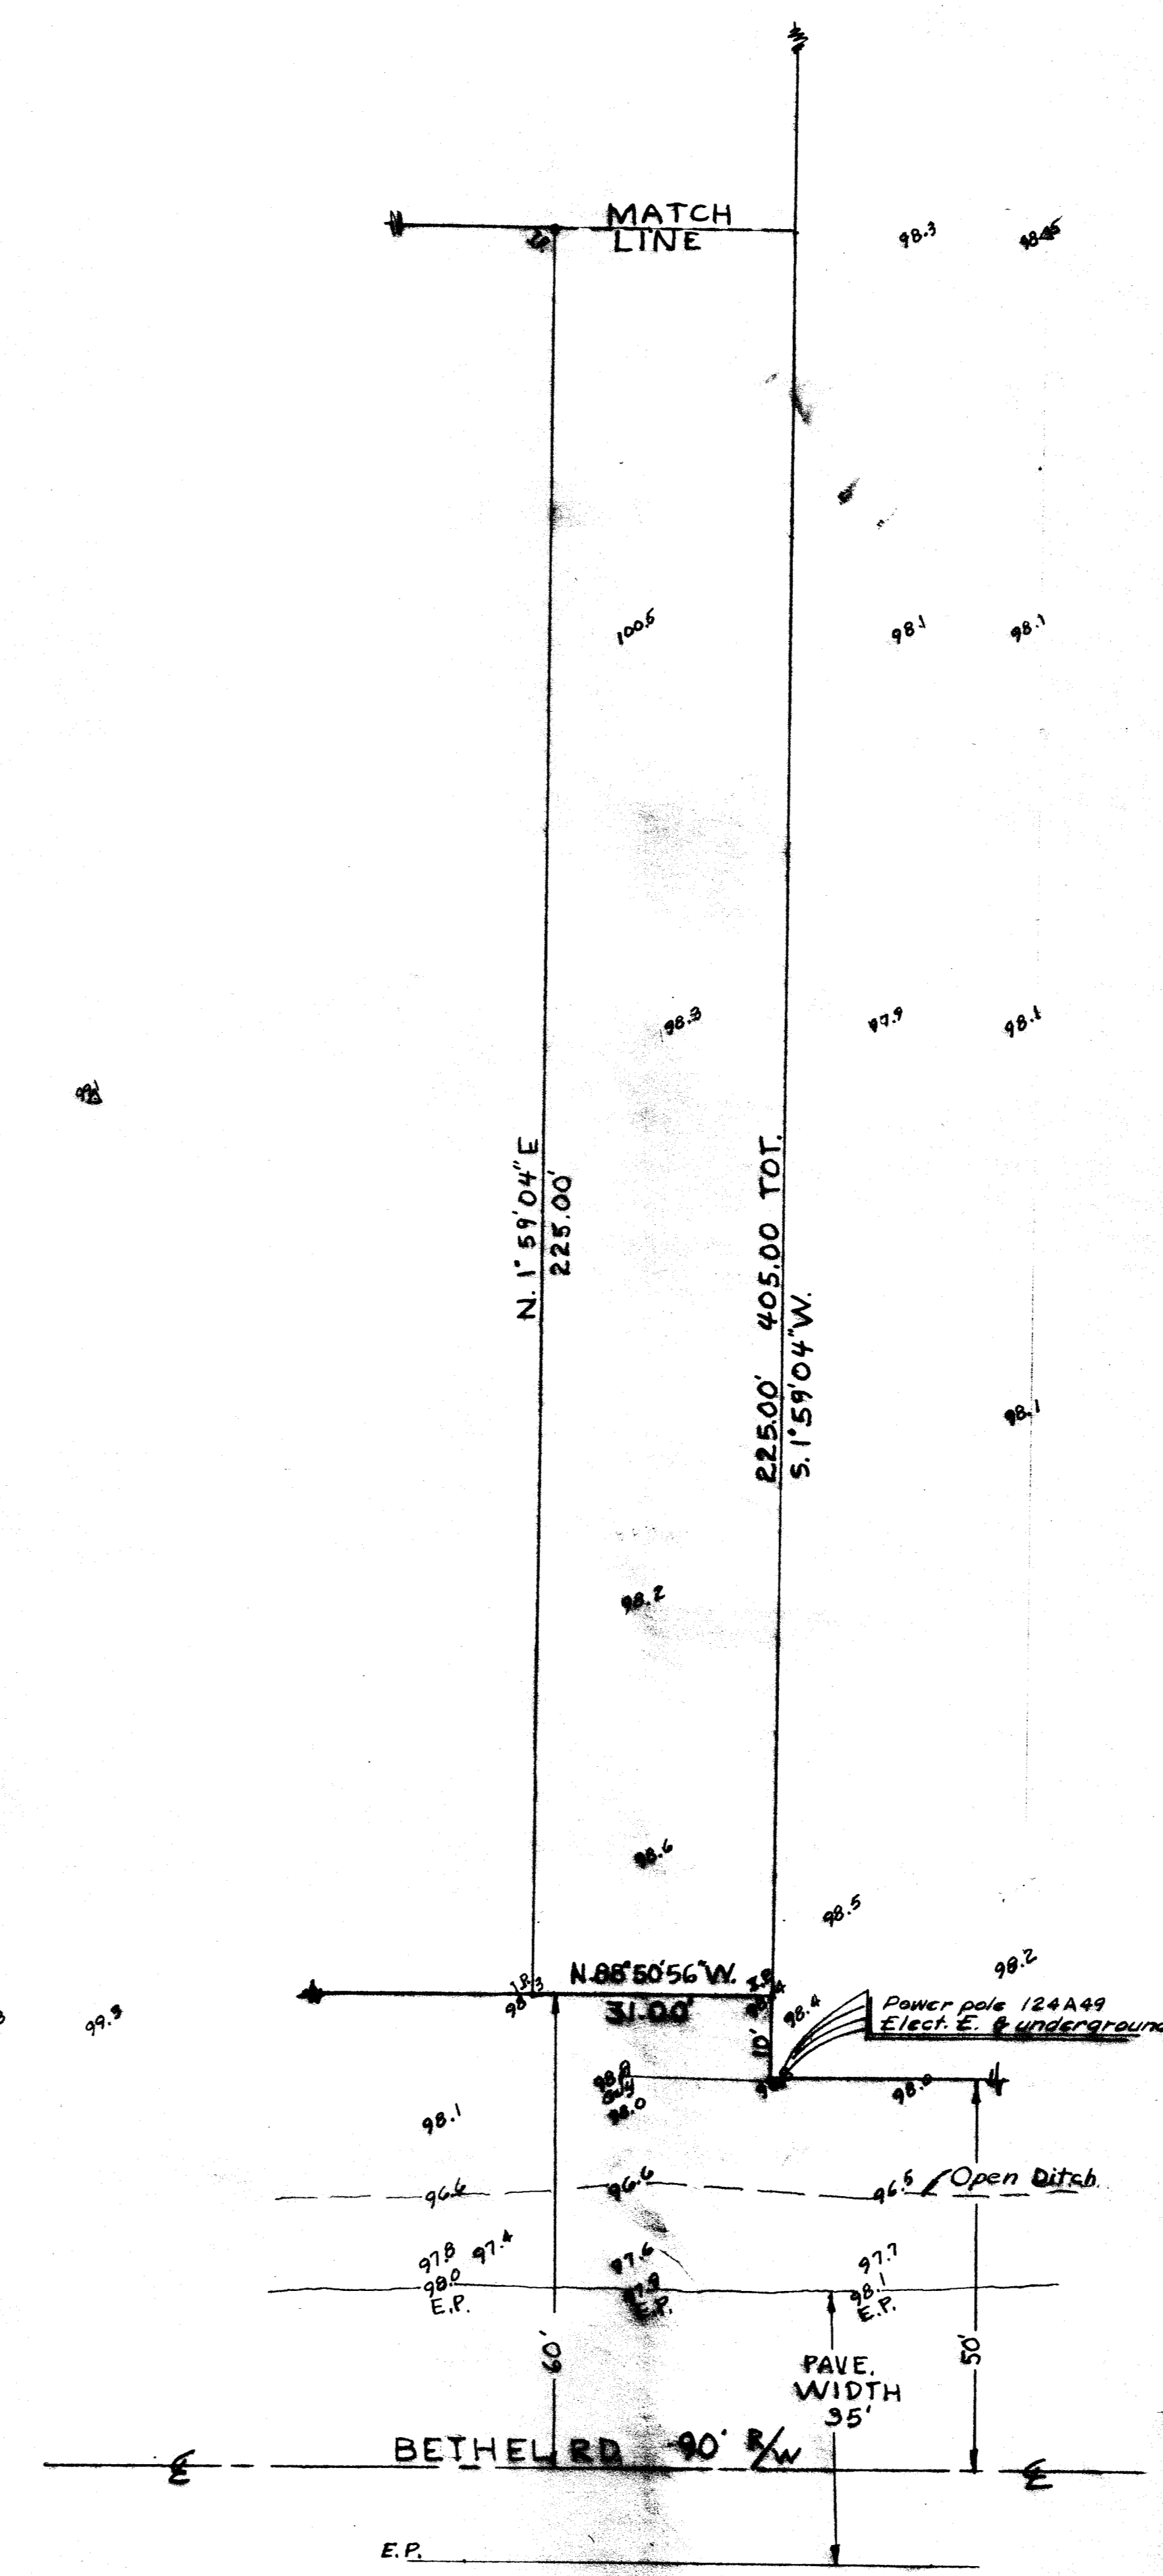 MATCH
LINE
98.3
100.5
98.1
98.1
98.3
97.9
98.1
N. 1° 59' 04" E
225.00'
225.00' 405.00 TOT.
S. 1° 59' 04" W.
98.1
98.2
98.6
98.5
98.2
N. 88° 50' 56" W.
31.00'
I.P.
98.4
10'
Power pole 124A49
Elect. E. & underground
99.3
98.1
98.0
96.6
96.6
96.5
Open Ditch
97.8
97.4
97.6
97.7
98.0
E.P.
E.P.
98.1
E.P.
60'
50'
PAVE.
WIDTH
35'
BETHEL RD. 90' R/W
E.P.